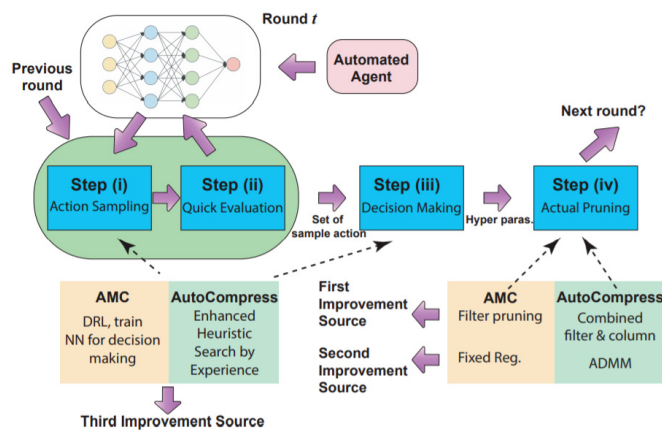 Round t
Automated
Agent
Previous
round
Next round?
Step (i)
Action Sampling
Step (ii)
Quick Evaluation
Set of
sample action
Step (iii)
Decision Making
Hyper paras.
Step (iv)
Actual Pruning
AMC
DRL, train
NN for decision
making
AutoCompress
Enhanced
Heuristic
Search by
Experience
Third Improvement Source
First
Improvement
Source
Second
Improvement
Source
AMC
Filter pruning
Fixed Reg.
AutoCompress
Combined
filter & column
ADMM